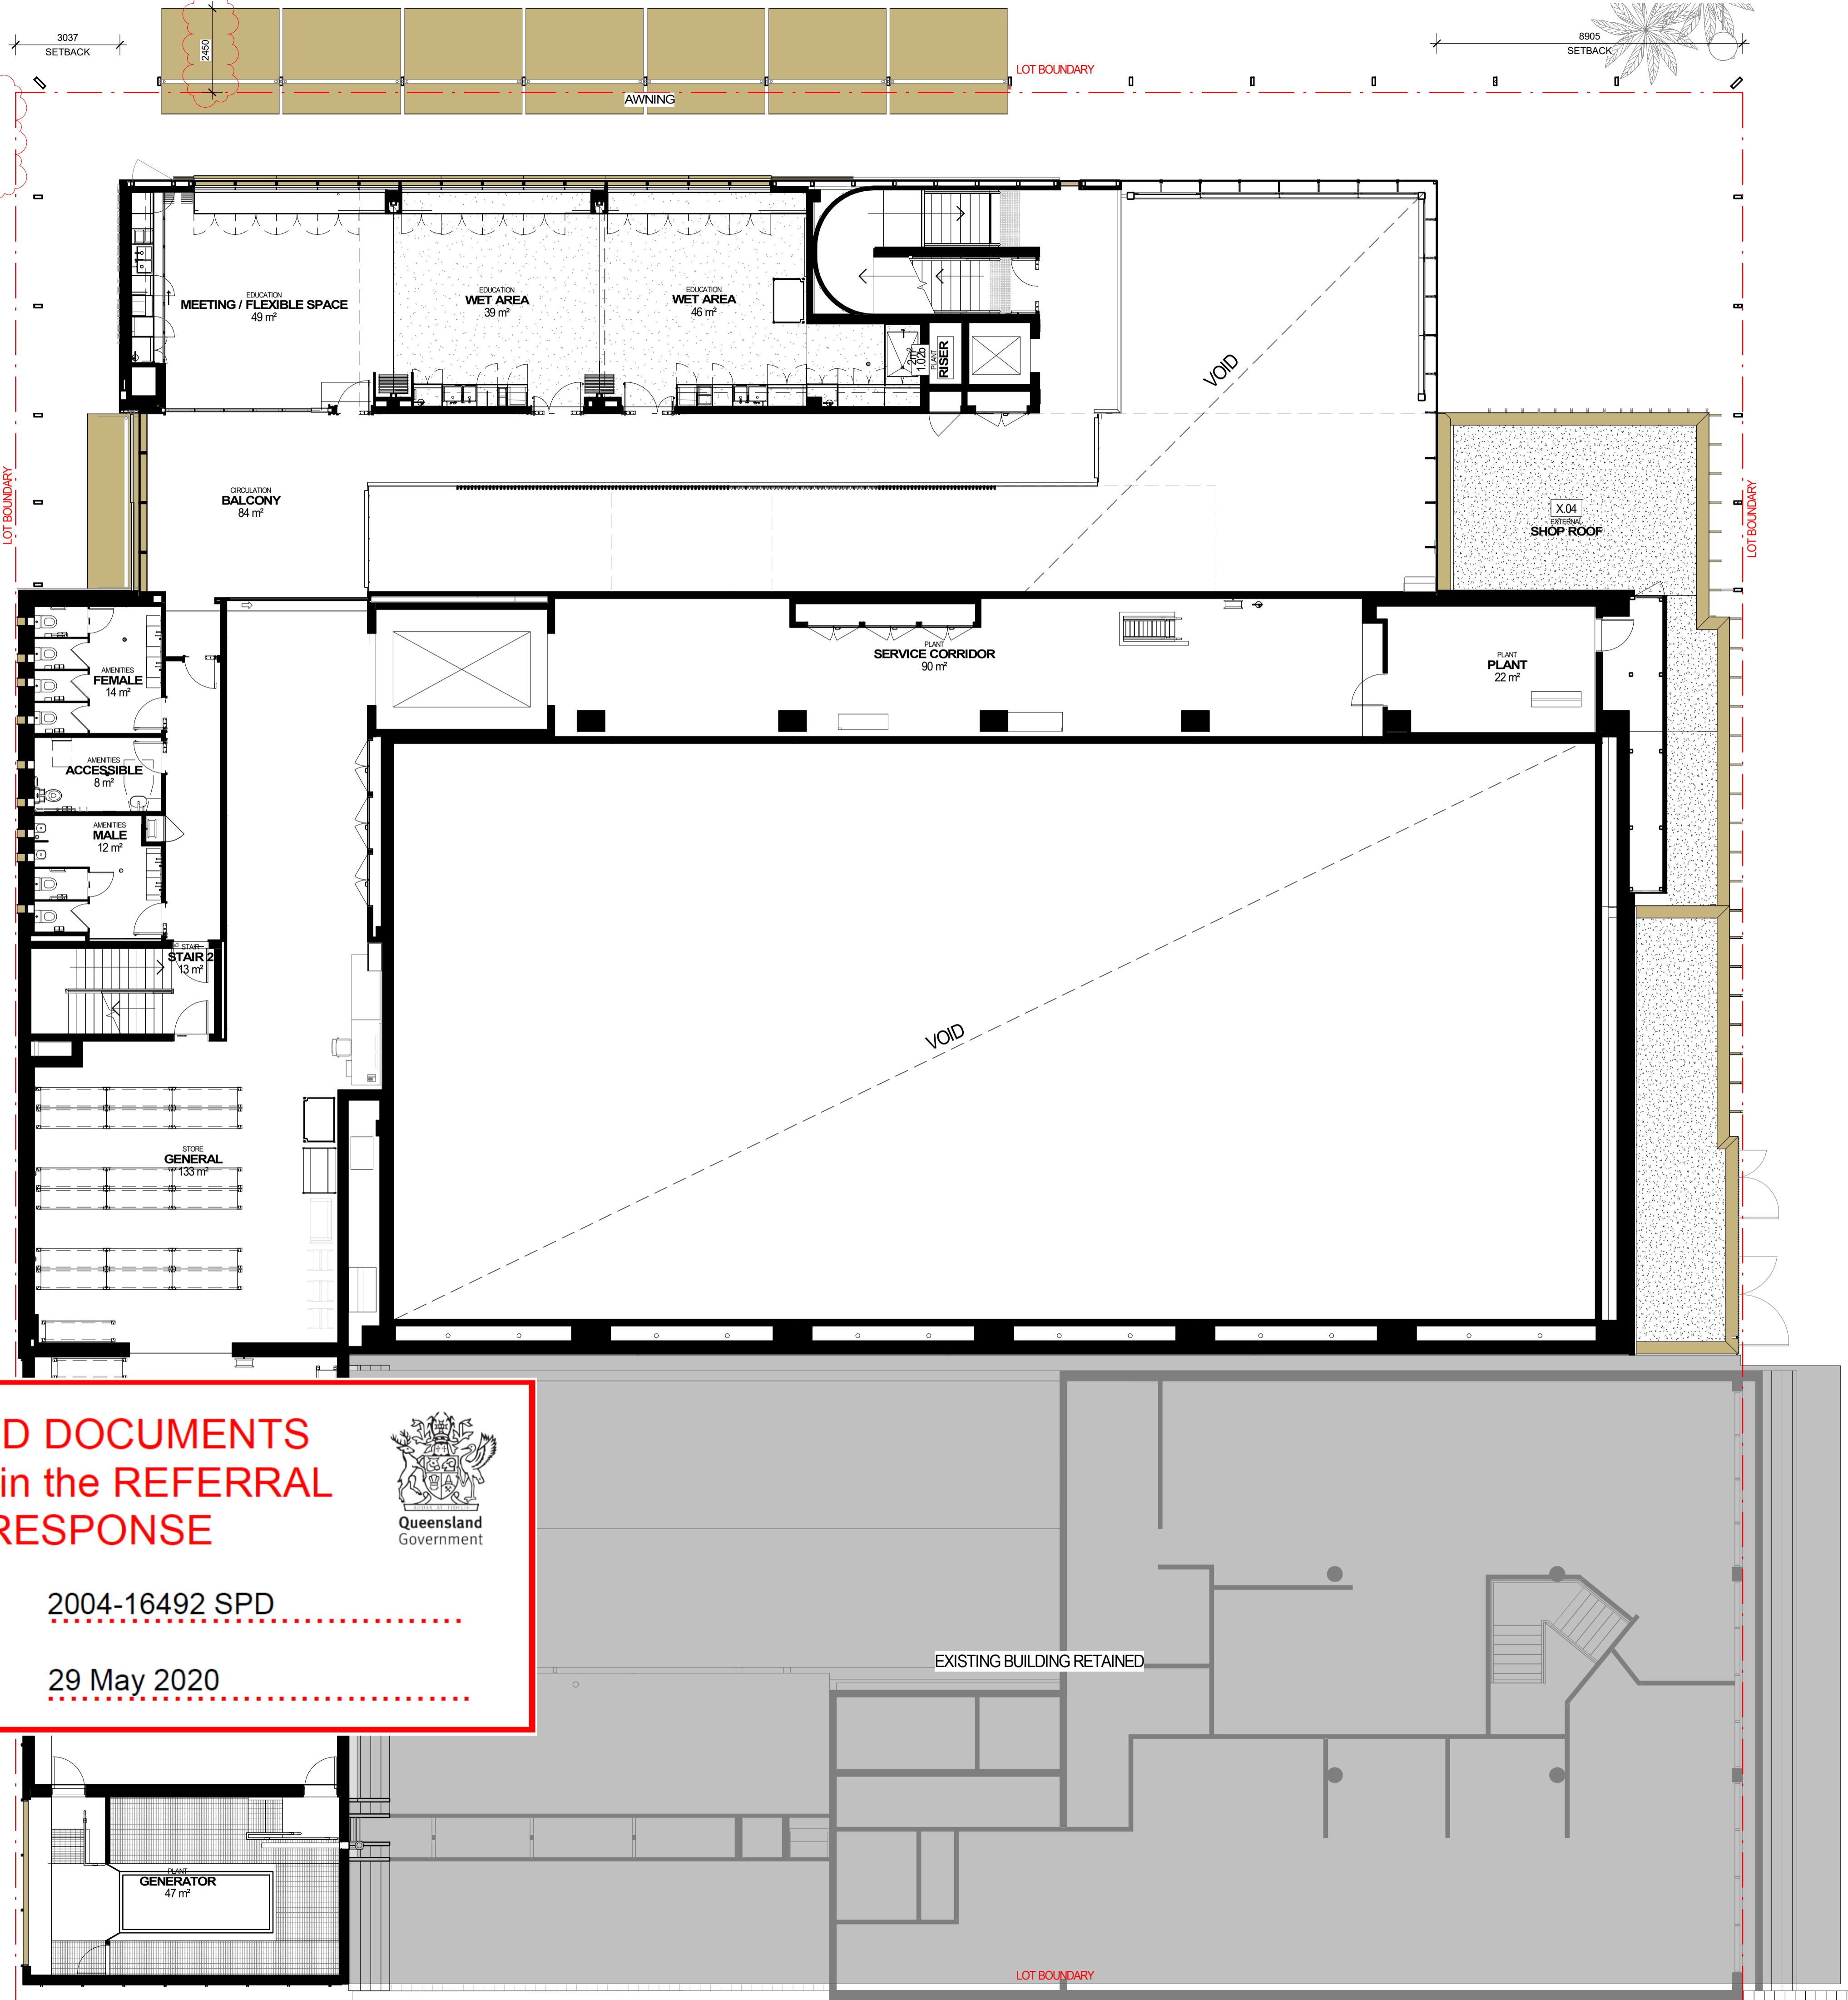 3037
SETBACK
2450
8905
SETBACK
LOT BOUNDARY
AWNING
EDUCATION
MEETING / FLEXIBLE SPACE
49 m²
EDUCATION
WET AREA
39 m²
EDUCATION
WET AREA
46 m²
2m²
1.02b
PLANT
RISER
VOID
LOT BOUNDARY
CIRCULATION
BALCONY
84 m²
X.04
EXTERNAL
SHOP ROOF
LOT BOUNDARY
AMENITIES
FEMALE
14 m²
PLANT
SERVICE CORRIDOR
90 m²
PLANT
PLANT
22 m²
AMENITIES
ACCESSIBLE
8 m²
AMENITIES
MALE
12 m²
STAIR
STAIR 2
13 m²
VOID
STORE
GENERAL
133 m²
D DOCUMENTS
in the REFERRAL
RESPONSE
Queensland
Government
2004-16492 SPD
29 May 2020
EXISTING BUILDING RETAINED
PLANT
GENERATOR
47 m²
LOT BOUNDARY